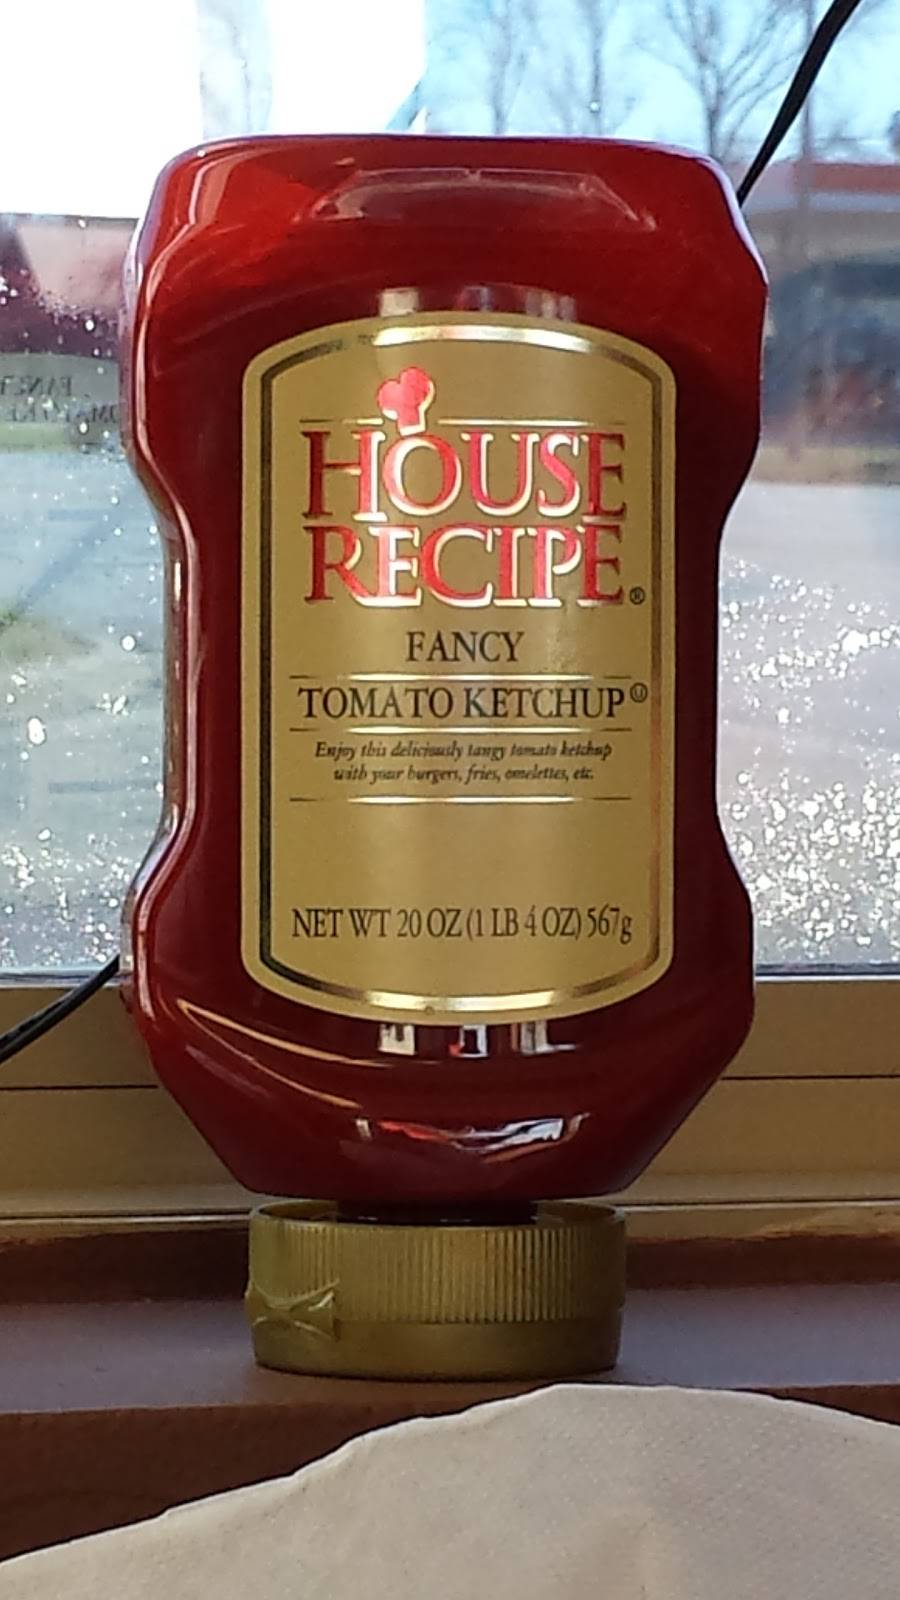 HOUSE
RECIPE®
FANCY
TOMATO KETCHUP Ⓤ
Enjoy this deliciously tangy tomato ketchup
with your burgers, fries, omelettes, etc.
NET WT 20 OZ (1 LB 4 OZ) 567g